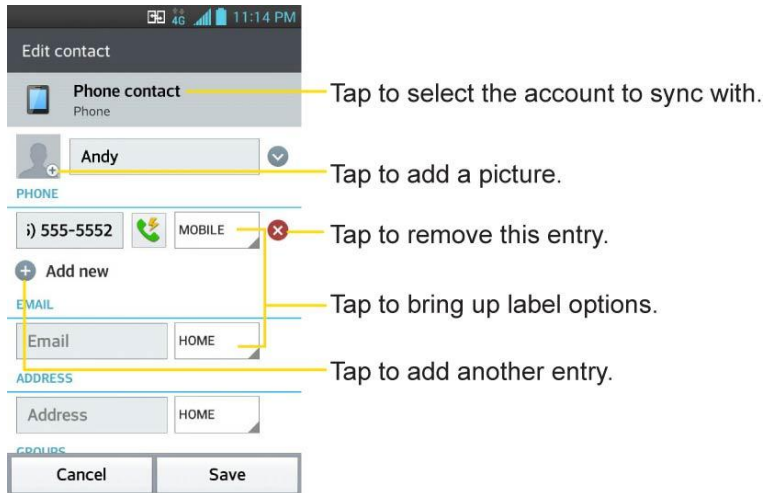 4G 11:14 PM
Edit contact
Phone contact
Phone
Tap to select the account to sync with.
Andy
Tap to add a picture.
PHONE
) 555-5552 MOBILE
Tap to remove this entry.
Add new
EMAIL
Tap to bring up label options.
Email HOME
ADDRESS
Tap to add another entry.
Address HOME
GROUPS
Cancel Save